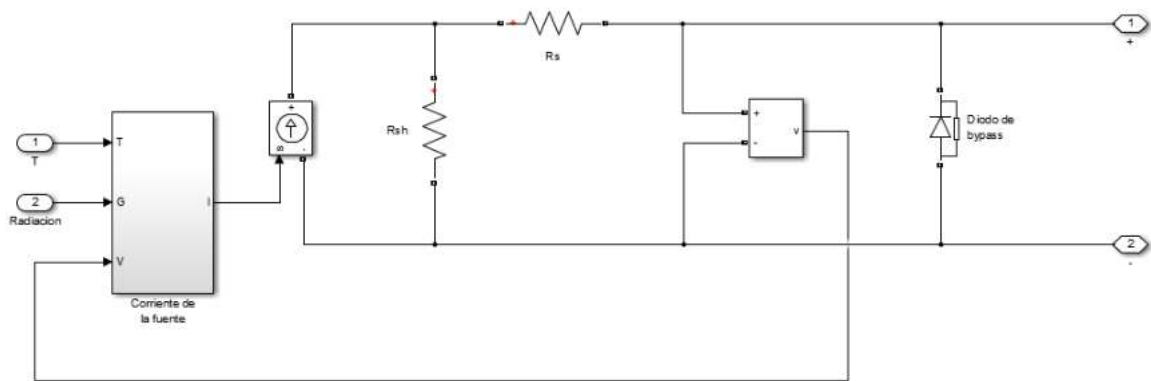 1
+
Rs
+
-
v
Diodo de
bypass
1
T
T
+
s
-
Rsh
2
Radiacion
G
I
V
Corriente de
la fuente
2
-